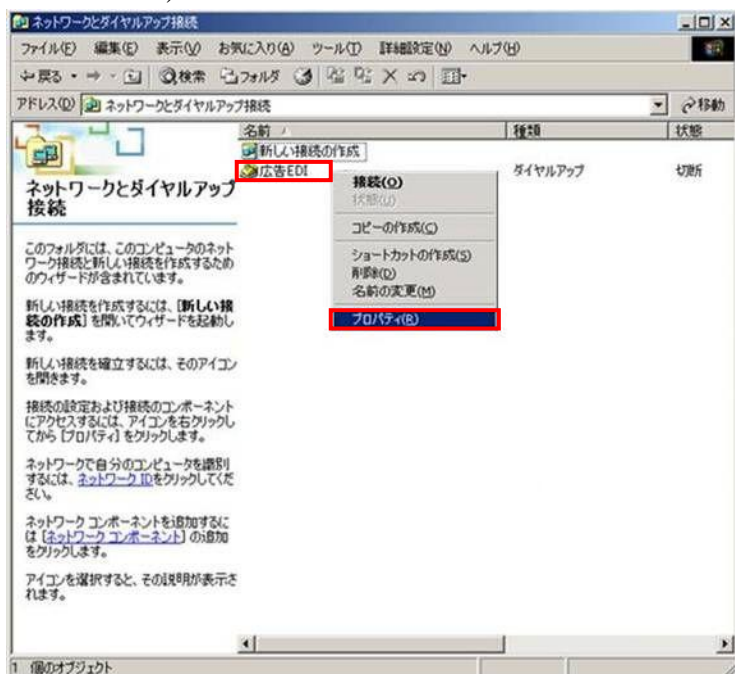 ネットワークとダイヤルアップ接続
ファイル(F) 編集(E) 表示(V) お気に入り(A) ツール(T) 詳細設定(N) ヘルプ(H)
戻る 検索 フォルダ
アドレス(D) ネットワークとダイヤルアップ接続 移動
名前 種類 状態
新しい接続の作成
広告EDI ダイヤルアップ 切断
接続(O)
状態(U)
コピーの作成(C)
ショートカットの作成(S)
削除(D)
名前の変更(M)
プロパティ(R)
ネットワークとダイヤルアップ
接続
このフォルダには、このコンピュータのネット
ワーク接続と新しい接続を作成するため
のウィザードが含まれています。
新しい接続を作成するには、[新しい接
続の作成] を開いてウィザードを起動し
ます。
新しい接続を確立するには、そのアイコン
を開きます。
接続の設定および接続のコンポーネント
にアクセスするには、アイコンを右クリックし
てから [プロパティ] をクリックします。
ネットワークで自分のコンピュータを識別
するには、ネットワーク IDをクリックしてくだ
さい。
ネットワーク コンポーネントを追加するに
は [ネットワーク コンポーネント] の追加
をクリックします。
アイコンを選択すると、その説明が表示さ
れます。
1 個のオブジェクト